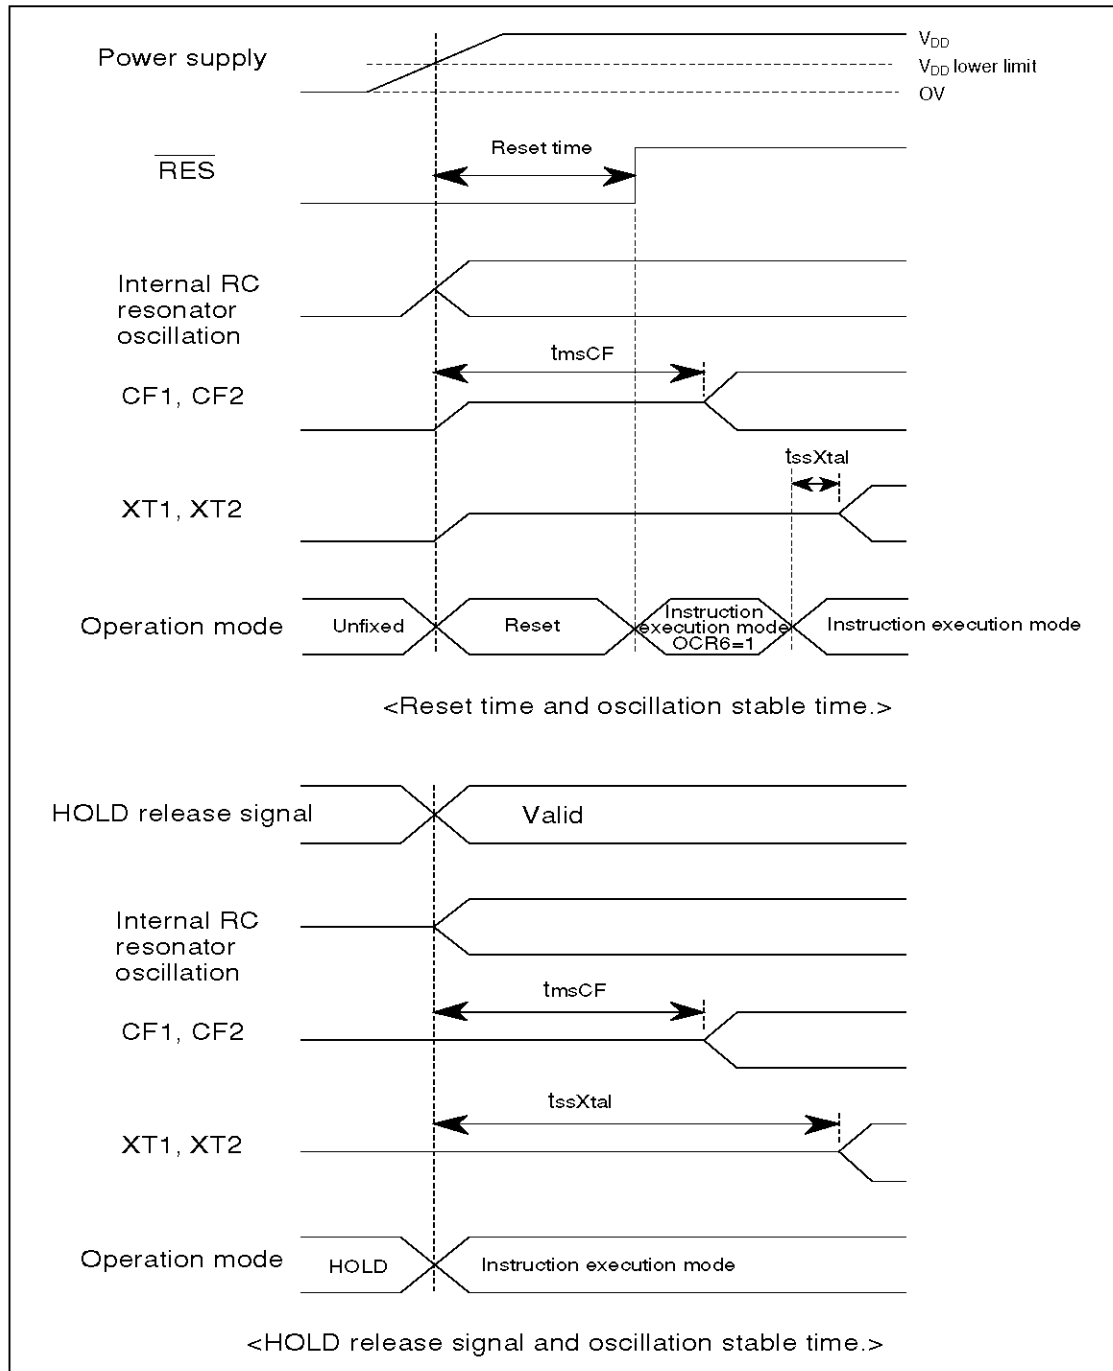 Power supply
VDD
VDD lower limit
OV
RES
Reset time
Internal RC
resonator
oscillation
tmsCF
CF1, CF2
tssXtal
XT1, XT2
Operation mode
Unfixed
Reset
Instruction
execution mode
OCR6=1
Instruction execution mode
<Reset time and oscillation stable time.>
HOLD release signal
Valid
Internal RC
resonator
oscillation
tmsCF
CF1, CF2
tssXtal
XT1, XT2
Operation mode
HOLD
Instruction execution mode
<HOLD release signal and oscillation stable time.>